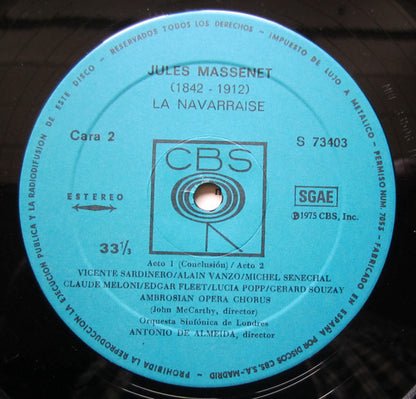 RESERVADOS TODOS LOS DERECHOS - IMPUESTO DE LUJO A METALICO - PERMISO NUM. 7053 - FABRICADO EN ESPAÑA POR DISCOS CBS, S.A. - MADRID - PROHIBIDA LA REPRODUCCION, LA EJECUCION PUBLICA Y LA RADIODIFUSION DE ESTE DISCO -
JULES MASSENET
(1842 - 1912)
LA NAVARRAISE
Cara 2
S 73403
CBS
ESTEREO
SGAE
℗1975 CBS, Inc.
33⅓
Acto 1 (Conclusión) / Acto 2
VICENTE SARDINERO/ALAIN VANZO/MICHEL SENECHAL
CLAUDE MELONI/EDGAR FLEET/LUCIA POPP/GERARD SOUZAY
AMBROSIAN OPERA CHORUS
(John McCarthy, director)
Orquesta Sinfónica de Londres
ANTONIO DE ALMEIDA, director